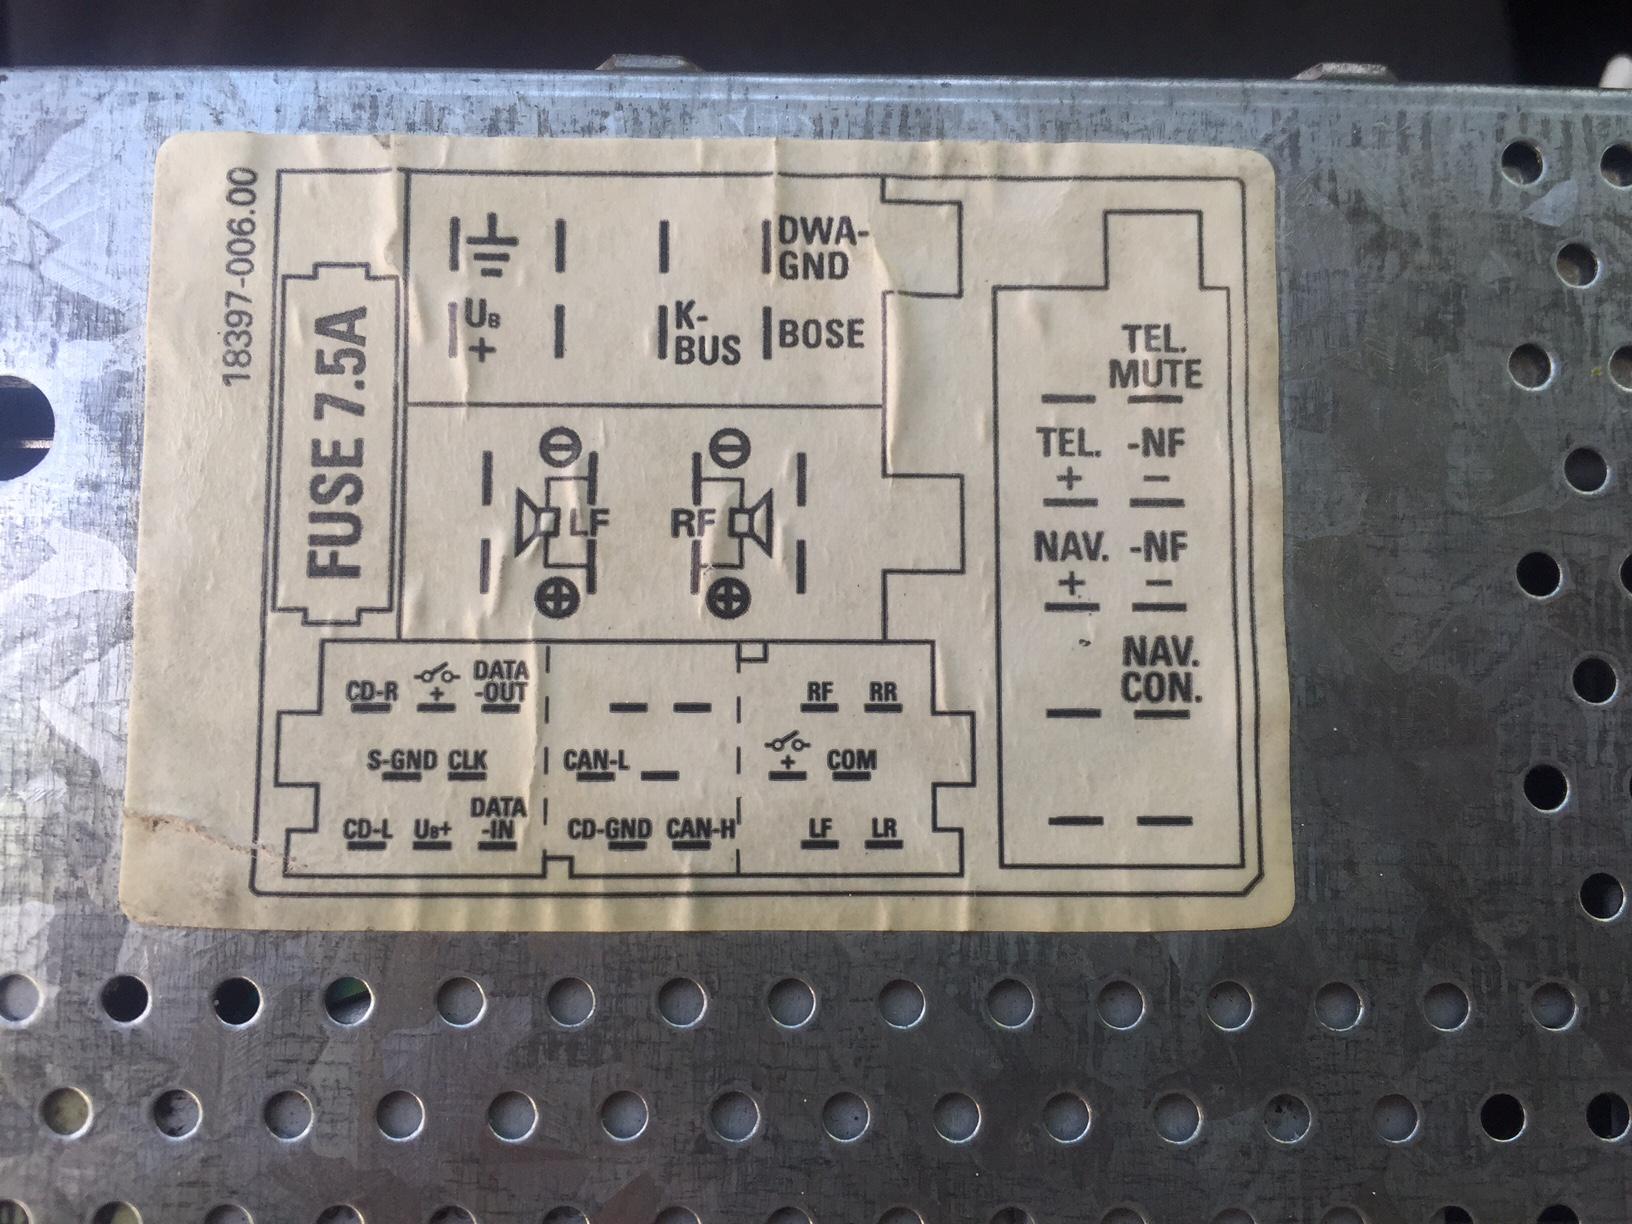 18397-006.00
FUSE 7.5A
DWA-
GND
UB
+
K-
BUS
BOSE
LF
RF
TEL.
MUTE
TEL. -NF
+ −
NAV. -NF
+ −
NAV.
CON.
CD-R + DATA
-OUT
S-GND CLK
CD-L UB+ DATA
-IN
CAN-L
CD-GND CAN-H
RF RR
+ COM
LF LR